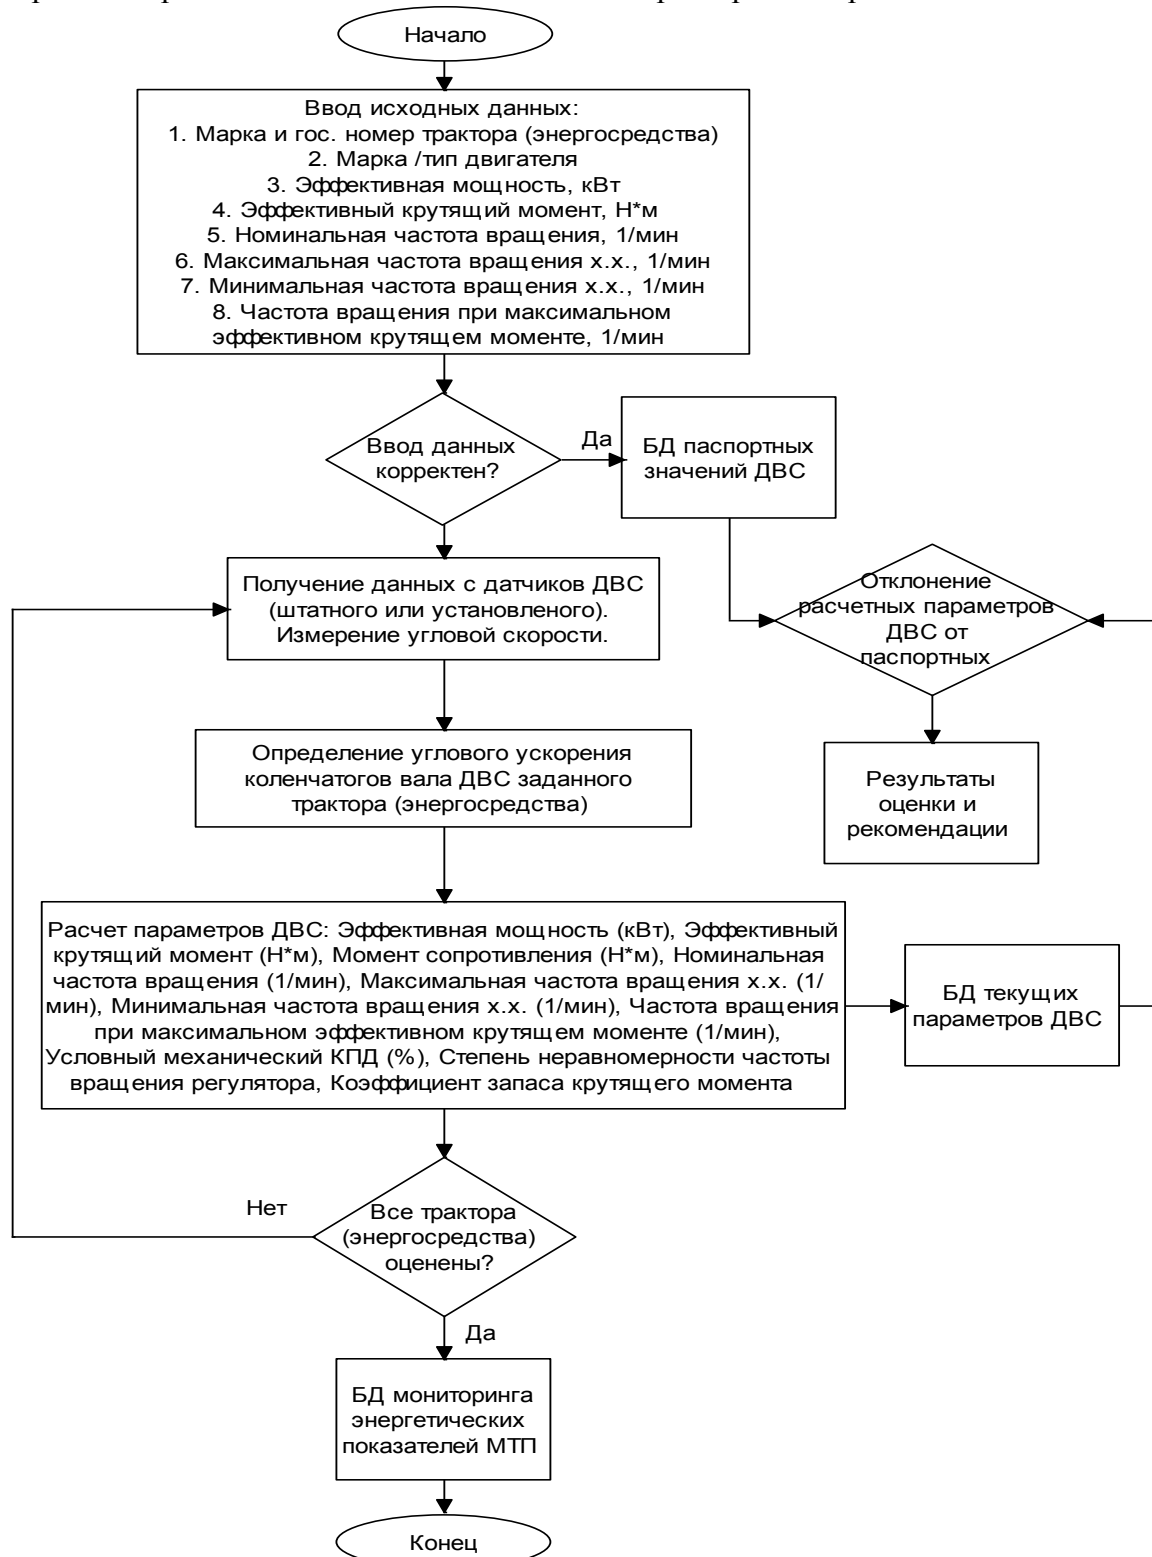 Начало
Ввод исходных данных:
1. Марка и гос. номер трактора (энергосредства)
2. Марка /тип двигателя
3. Эффективная мощность, кВт
4. Эффективный крутящий момент, Н*м
5. Номинальная частота вращения, 1/мин
6. Максимальная частота вращения х.х., 1/мин
7. Минимальная частота вращения х.х., 1/мин
8. Частота вращения при максимальном
эффективном крутящем моменте, 1/мин
Ввод данных
корректен?
Да
БД паспортных
значений ДВС
Получение данных с датчиков ДВС
(штатного или установленого).
Измерение угловой скорости.
Отклонение
расчетных параметров
ДВС от
паспортных
Определение углового ускорения
коленчатогов вала ДВС заданного
трактора (энергосредства)
Результаты
оценки и
рекомендации
Расчет параметров ДВС: Эффективная мощность (кВт), Эффективный
крутящий момент (Н*м), Момент сопротивления (Н*м), Номинальная
частота вращения (1/мин), Максимальная частота вращения х.х. (1/
мин), Минимальная частота вращения х.х. (1/мин), Частота вращения
при максимальном эффективном крутящем моменте (1/мин),
Условный механический КПД (%), Степень неравномерности частоты
вращения регулятора, Коэффициент запаса крутящего момента
БД текущих
параметров ДВС
Нет
Все трактора
(энергосредства)
оценены?
Да
БД мониторинга
энергетических
показателей МТП
Конец